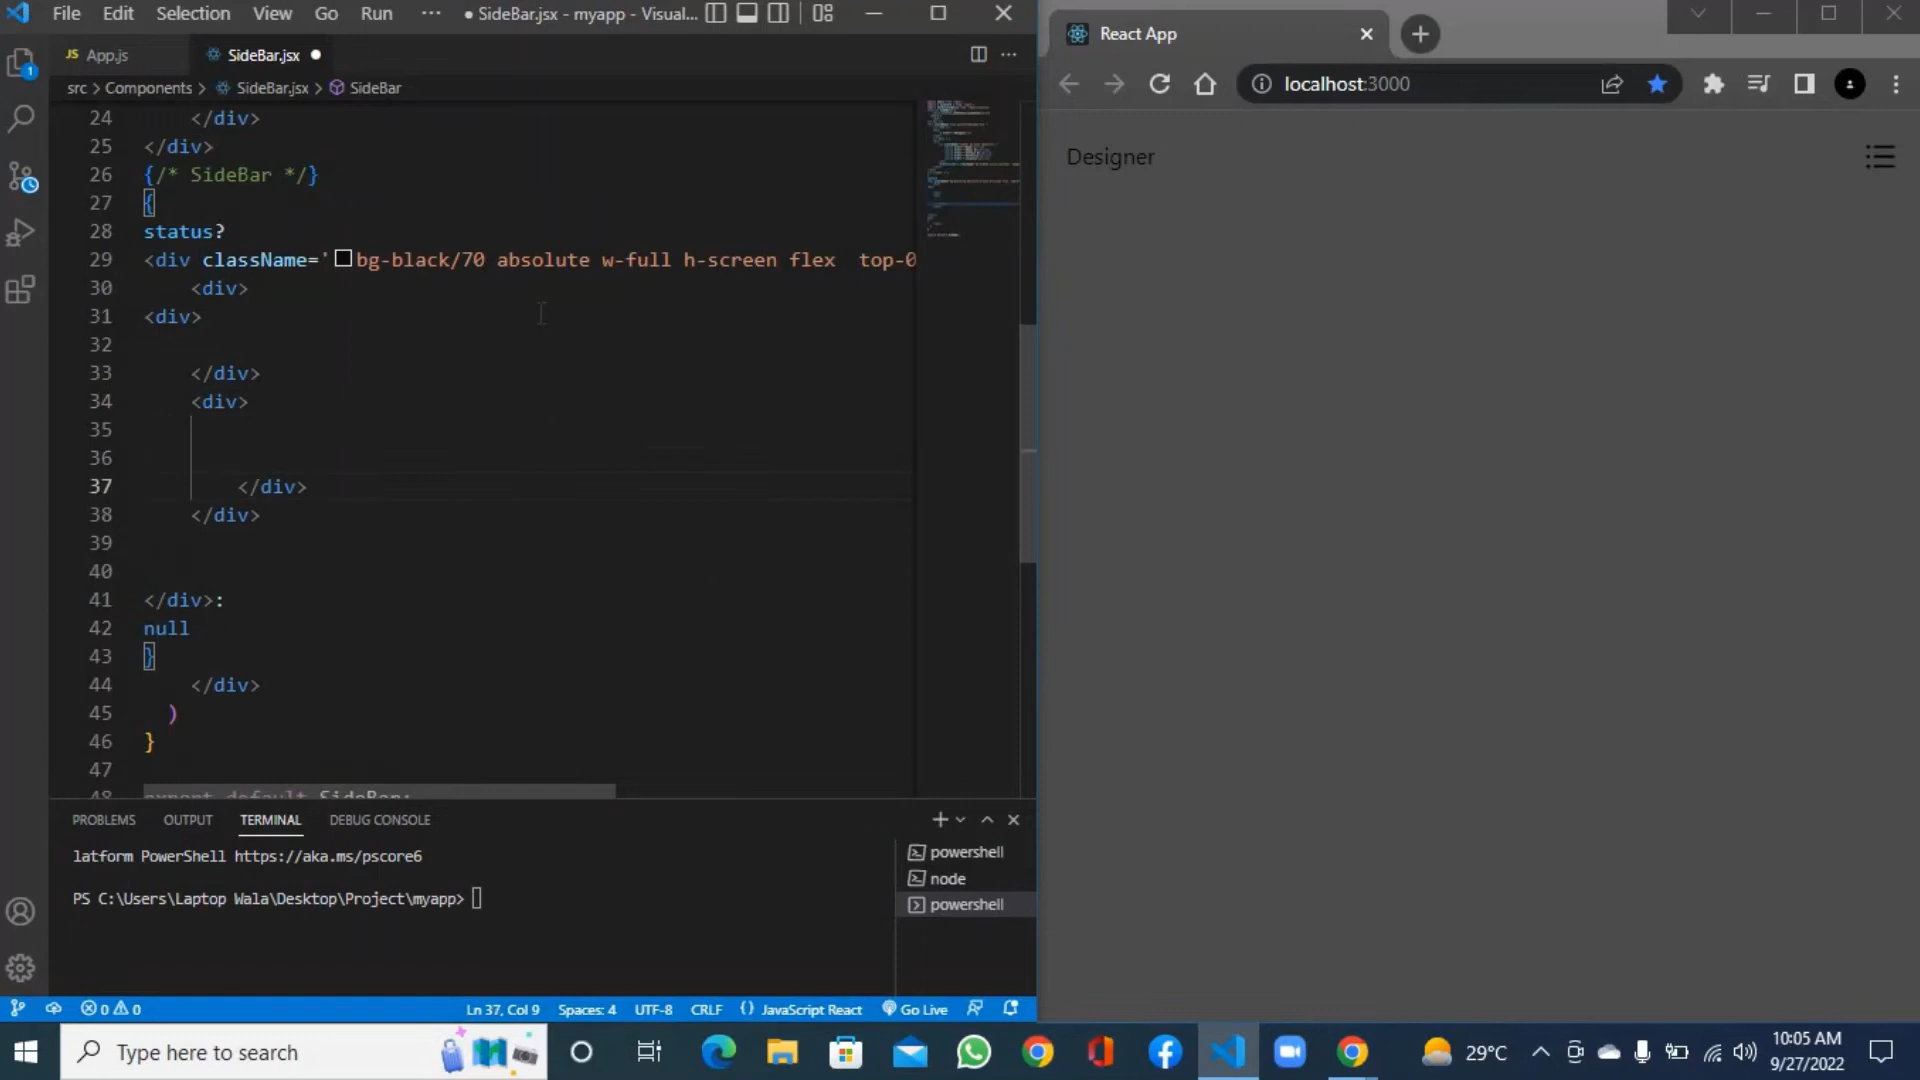 File Edit Selection View Go Run ··· ● SideBar.jsx - myapp - Visual...
JS App.js SideBar.jsx ●
src > Components > SideBar.jsx > SideBar
24 </div>
25 </div>
26 {/* SideBar */}
27 {
28 status?
29 <div className='bg-black/70 absolute w-full h-screen flex  top-0
30 <div>
31 <div>
32
33 </div>
34 <div>
35
36
37 </div>
38 </div>
39
40
41 </div>:
42 null
43 }
44 </div>
45 )
46 }
47
48 export default SideBar;
PROBLEMS OUTPUT TERMINAL DEBUG CONSOLE
latform PowerShell https://aka.ms/pscore6
PS C:\Users\Laptop Wala\Desktop\Project\myapp>
powershell
node
powershell
0 0 Ln 37, Col 9 Spaces: 4 UTF-8 CRLF {} JavaScript React Go Live
React App
localhost:3000
Designer
Type here to search
29°C
10:05 AM
9/27/2022